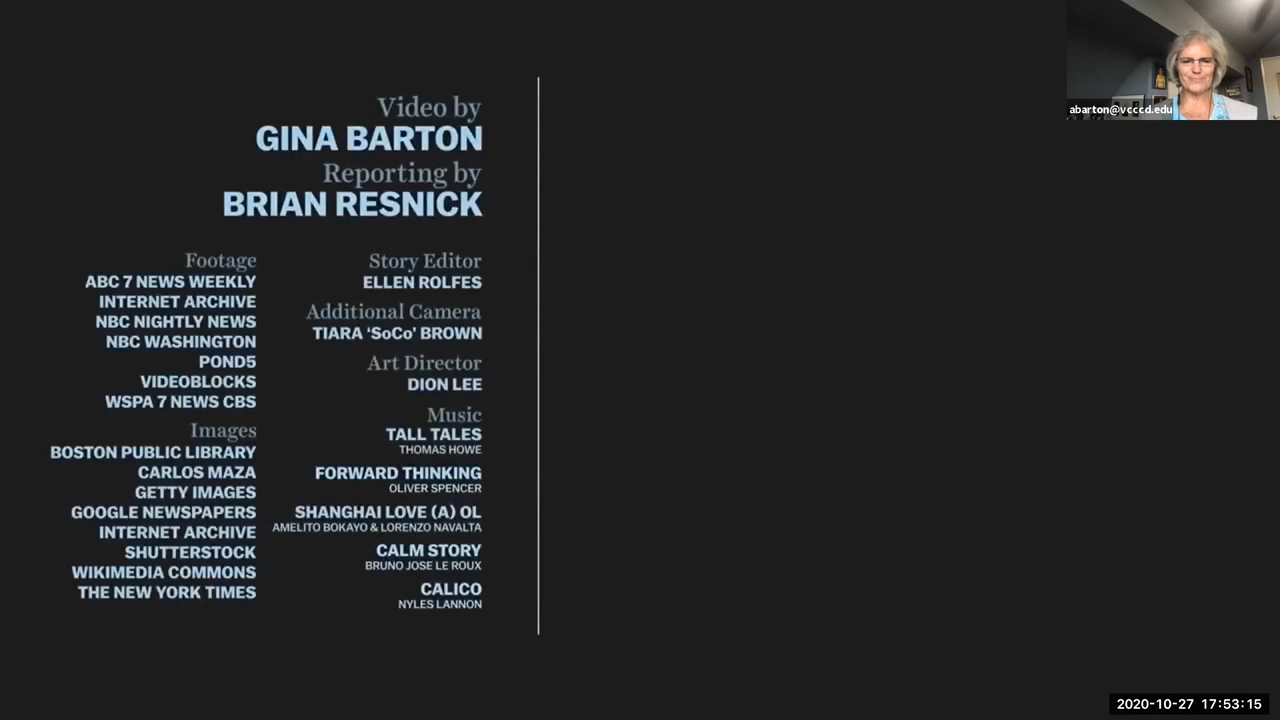 Video by
GINA BARTON
Reporting by
BRIAN RESNICK
Footage
ABC 7 NEWS WEEKLY
INTERNET ARCHIVE
NBC NIGHTLY NEWS
NBC WASHINGTON
POND5
VIDEOBLOCKS
WSPA 7 NEWS CBS
Images
BOSTON PUBLIC LIBRARY
CARLOS MAZA
GETTY IMAGES
GOOGLE NEWSPAPERS
INTERNET ARCHIVE
SHUTTERSTOCK
WIKIMEDIA COMMONS
THE NEW YORK TIMES
Story Editor
ELLEN ROLFES
Additional Camera
TIARA ‘SoCo’ BROWN
Art Director
DION LEE
Music
TALL TALES
THOMAS HOWE
FORWARD THINKING
OLIVER SPENCER
SHANGHAI LOVE (A) OL
AMELITO BOKAYO & LORENZO NAVALTA
CALM STORY
BRUNO JOSE LE ROUX
CALICO
NYLES LANNON
abarton@vcccd.edu
2020-10-27 17:53:15